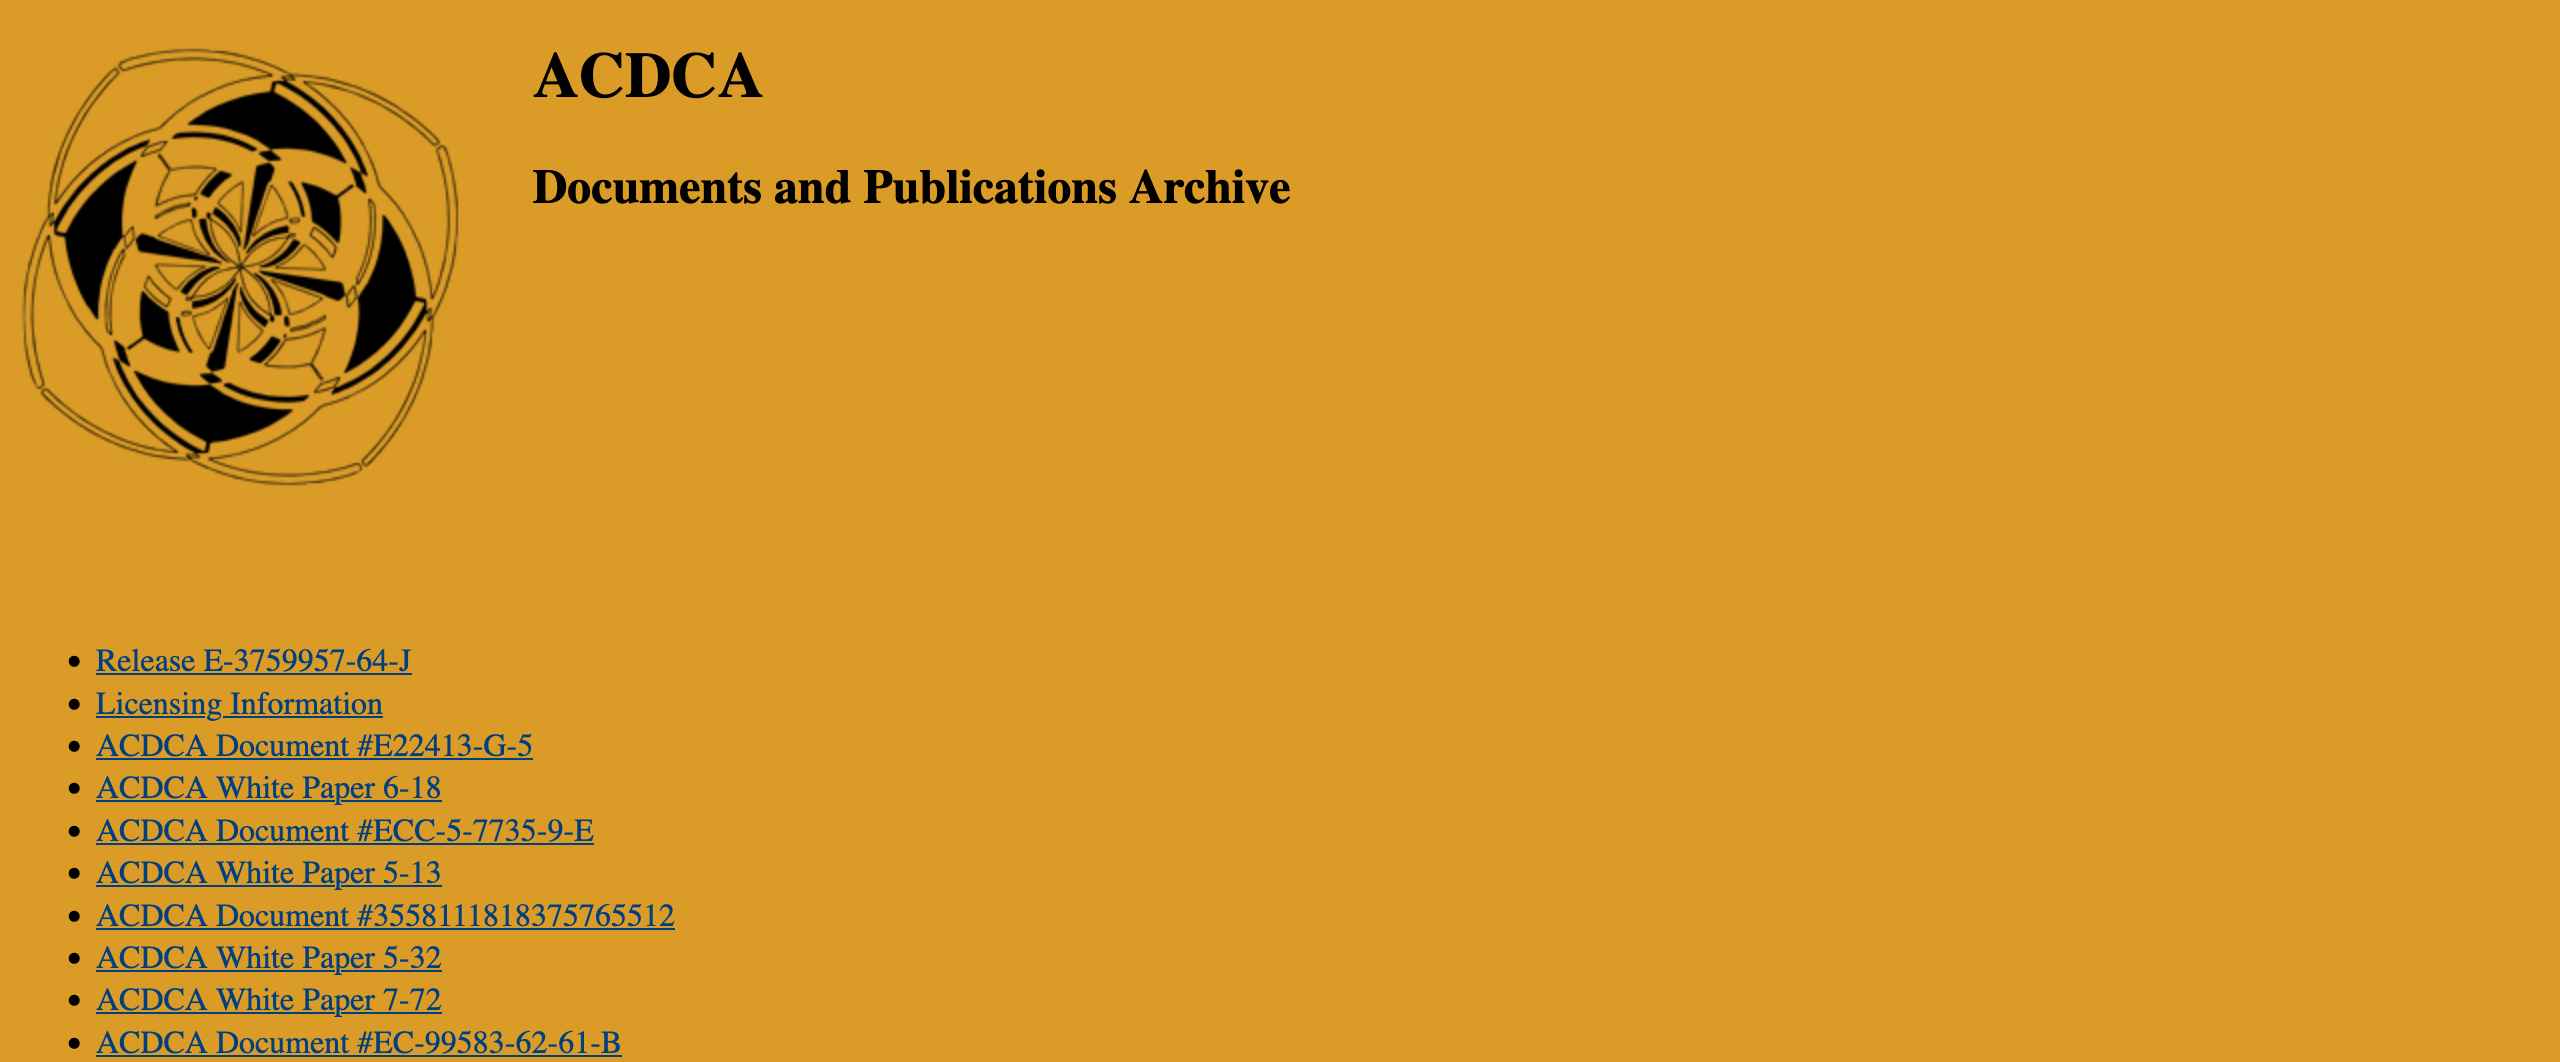 ACDCA
Documents and Publications Archive
Release E-3759957-64-J
Licensing Information
ACDCA Document #E22413-G-5
ACDCA White Paper 6-18
ACDCA Document #ECC-5-7735-9-E
ACDCA White Paper 5-13
ACDCA Document #3558111818375765512
ACDCA White Paper 5-32
ACDCA White Paper 7-72
ACDCA Document #EC-99583-62-61-B